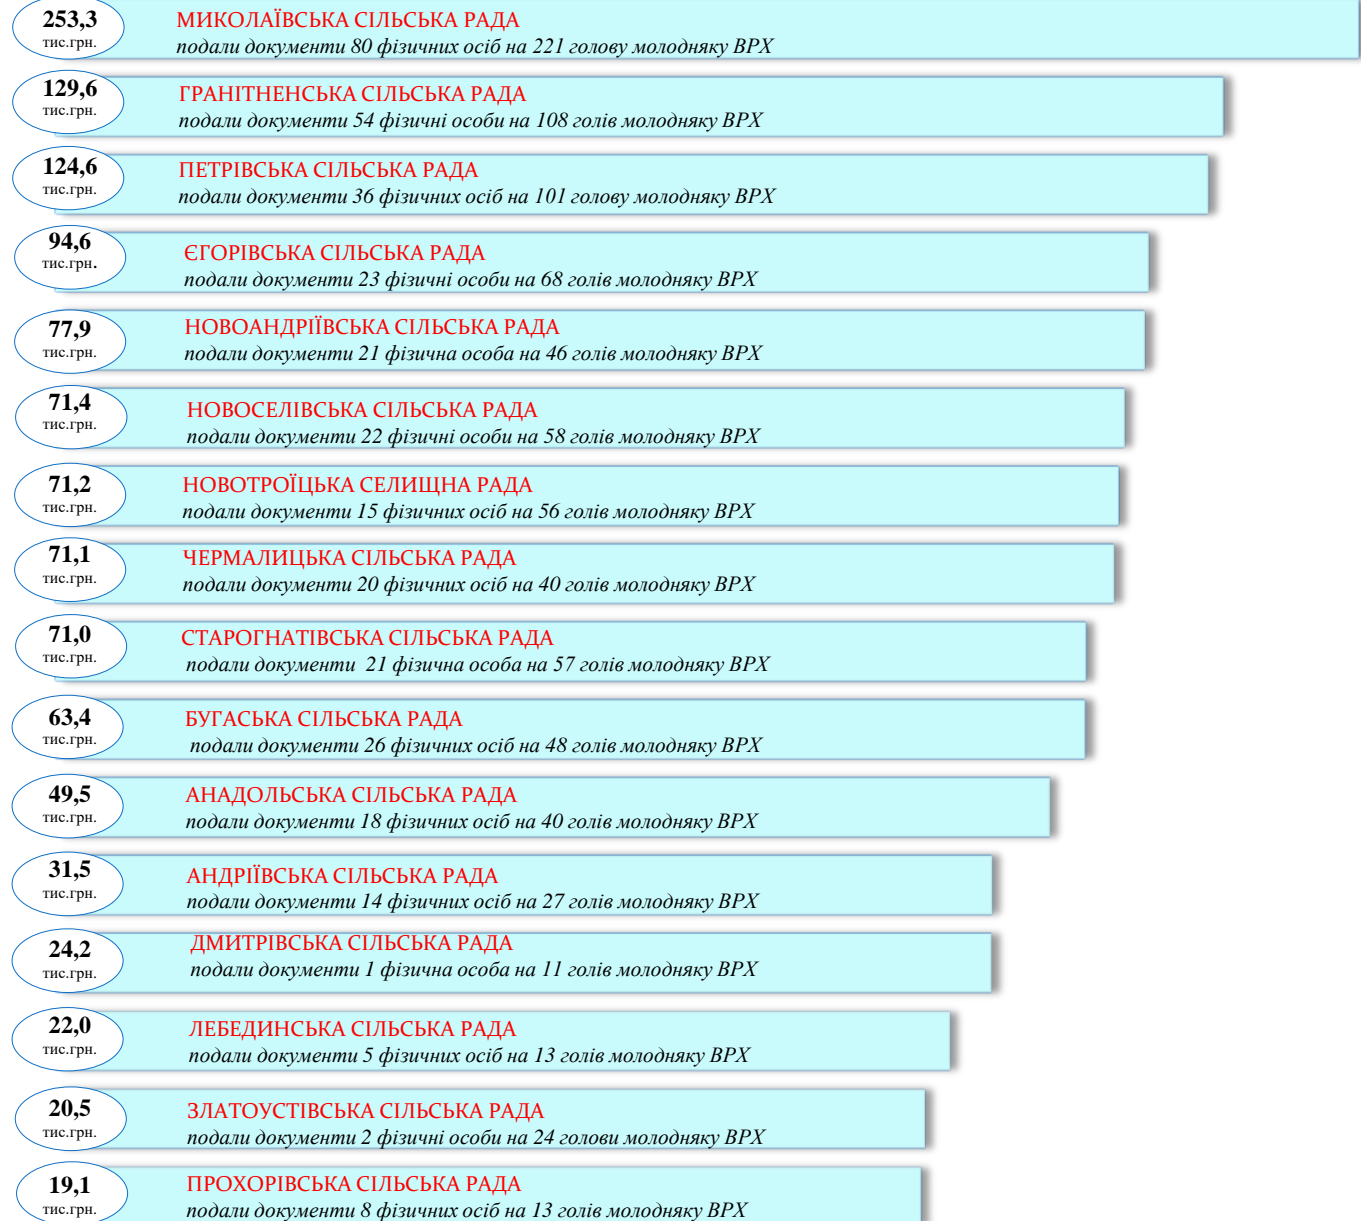 253,3
тис.грн.
МИКОЛАЇВСЬКА СІЛЬСЬКА РАДА
подали документи 80 фізичних осіб на 221 голову молодняку ВРХ
129,6
тис.грн.
ГРАНІТНЕНСЬКА СІЛЬСЬКА РАДА
подали документи 54 фізичні особи на 108 голів молодняку ВРХ
124,6
тис.грн.
ПЕТРІВСЬКА СІЛЬСЬКА РАДА
подали документи 36 фізичних осіб на 101 голову молодняку ВРХ
94,6
тис.грн.
ЄГОРІВСЬКА СІЛЬСЬКА РАДА
подали документи 23 фізичні особи на 68 голів молодняку ВРХ
77,9
тис.грн.
НОВОАНДРІЇВСЬКА СІЛЬСЬКА РАДА
подали документи 21 фізична особа на 46 голів молодняку ВРХ
71,4
тис.грн.
НОВОСЕЛІВСЬКА СІЛЬСЬКА РАДА
подали документи 22 фізичні особи на 58 голів молодняку ВРХ
71,2
тис.грн.
НОВОТРОЇЦЬКА СЕЛИЩНА РАДА
подали документи 15 фізичних осіб на 56 голів молодняку ВРХ
71,1
тис.грн.
ЧЕРМАЛИЦЬКА СІЛЬСЬКА РАДА
подали документи 20 фізичних осіб на 40 голів молодняку ВРХ
71,0
тис.грн.
СТАРОГНАТІВСЬКА СІЛЬСЬКА РАДА
подали документи 21 фізична особа на 57 голів молодняку ВРХ
63,4
тис.грн.
БУГАСЬКА СІЛЬСЬКА РАДА
подали документи 26 фізичних осіб на 48 голів молодняку ВРХ
49,5
тис.грн.
АНАДОЛЬСЬКА СІЛЬСЬКА РАДА
подали документи 18 фізичних осіб на 40 голів молодняку ВРХ
31,5
тис.грн.
АНДРІЇВСЬКА СІЛЬСЬКА РАДА
подали документи 14 фізичних осіб на 27 голів молодняку ВРХ
24,2
тис.грн.
ДМИТРІВСЬКА СІЛЬСЬКА РАДА
подали документи 1 фізична особа на 11 голів молодняку ВРХ
22,0
тис.грн.
ЛЕБЕДИНСЬКА СІЛЬСЬКА РАДА
подали документи 5 фізичних осіб на 13 голів молодняку ВРХ
20,5
тис.грн.
ЗЛАТОУСТІВСЬКА СІЛЬСЬКА РАДА
подали документи 2 фізичні особи на 24 голови молодняку ВРХ
19,1
тис.грн.
ПРОХОРІВСЬКА СІЛЬСЬКА РАДА
подали документи 8 фізичних осіб на 13 голів молодняку ВРХ